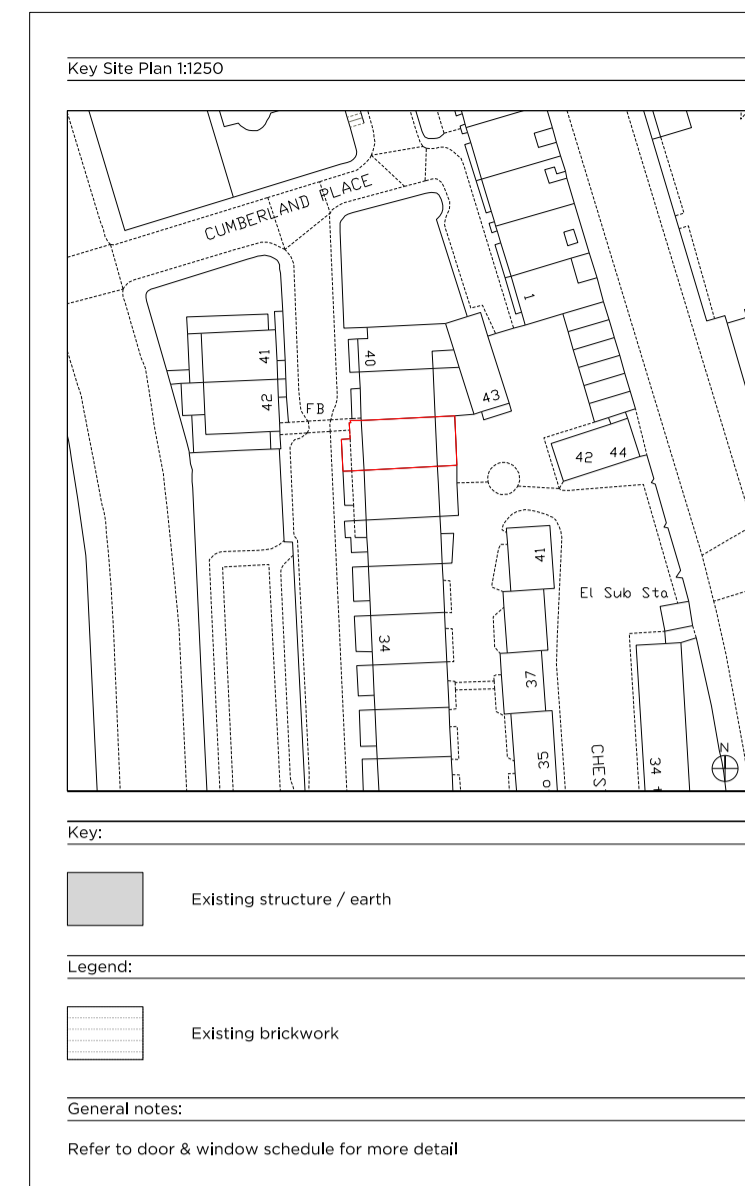 Key Site Plan 1:1250
CUMBERLAND PLACE
1
41
40
42
FB
43
42 44
41
El Sub Sta
34
37
CHES
35
o
34
N
Key:
Existing structure / earth
Legend:
Existing brickwork
General notes:
Refer to door & window schedule for more detail